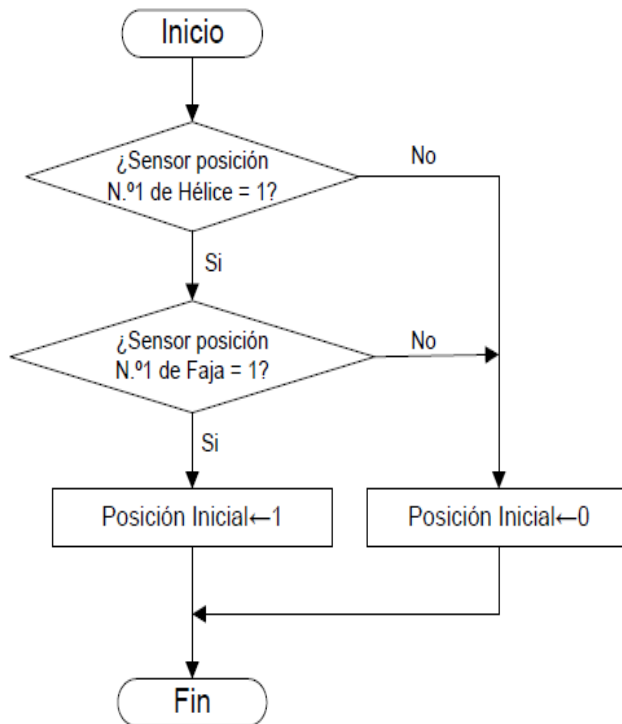 Inicio
¿Sensor posición
N.º1 de Hélice = 1?
No
Si
¿Sensor posición
N.º1 de Faja = 1?
No
Si
Posición Inicial←1
Posición Inicial←0
Fin